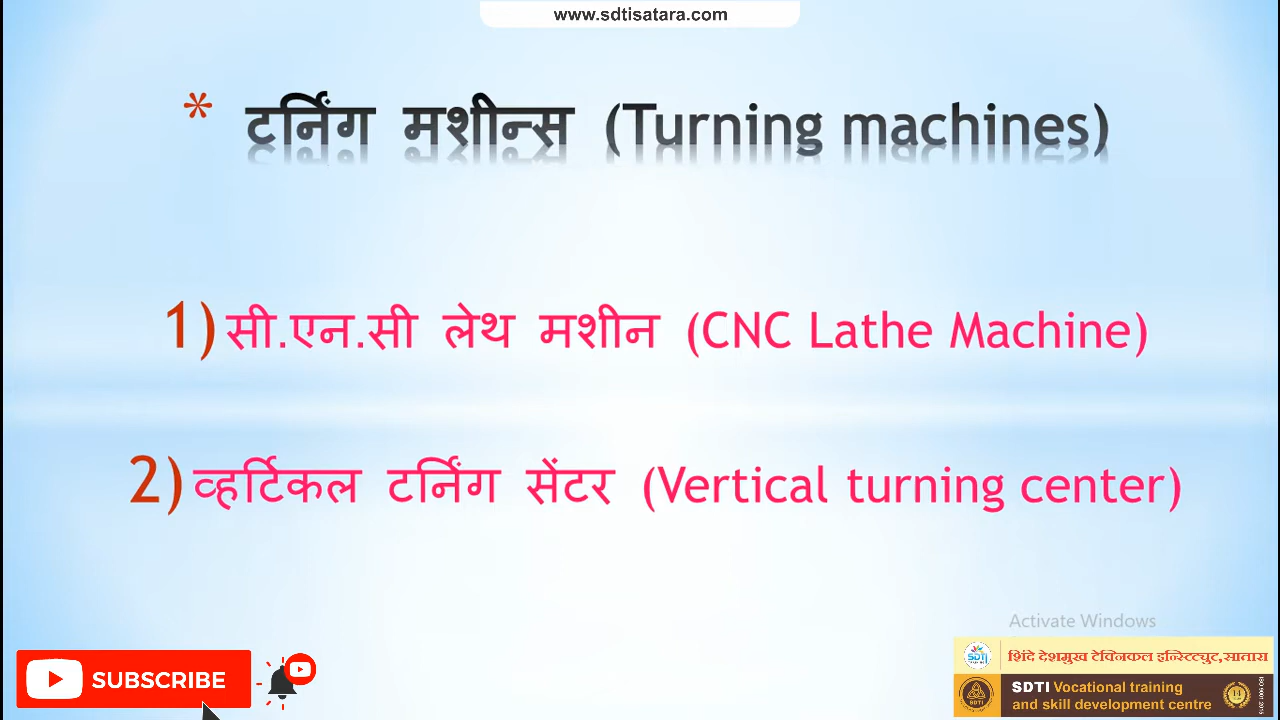 www.sdtisatara.com
* टर्निंग मशीन्स (Turning machines)
1) सी.एन.सी लेथ मशीन (CNC Lathe Machine)
2) व्हर्टिकल टर्निंग सेंटर (Vertical turning center)
Activate Windows
SUBSCRIBE
SDTI
शिंदे देशमुख टेक्निकल इन्स्टिट्युट,सातारा
SDTI Vocational training
and skill development centre